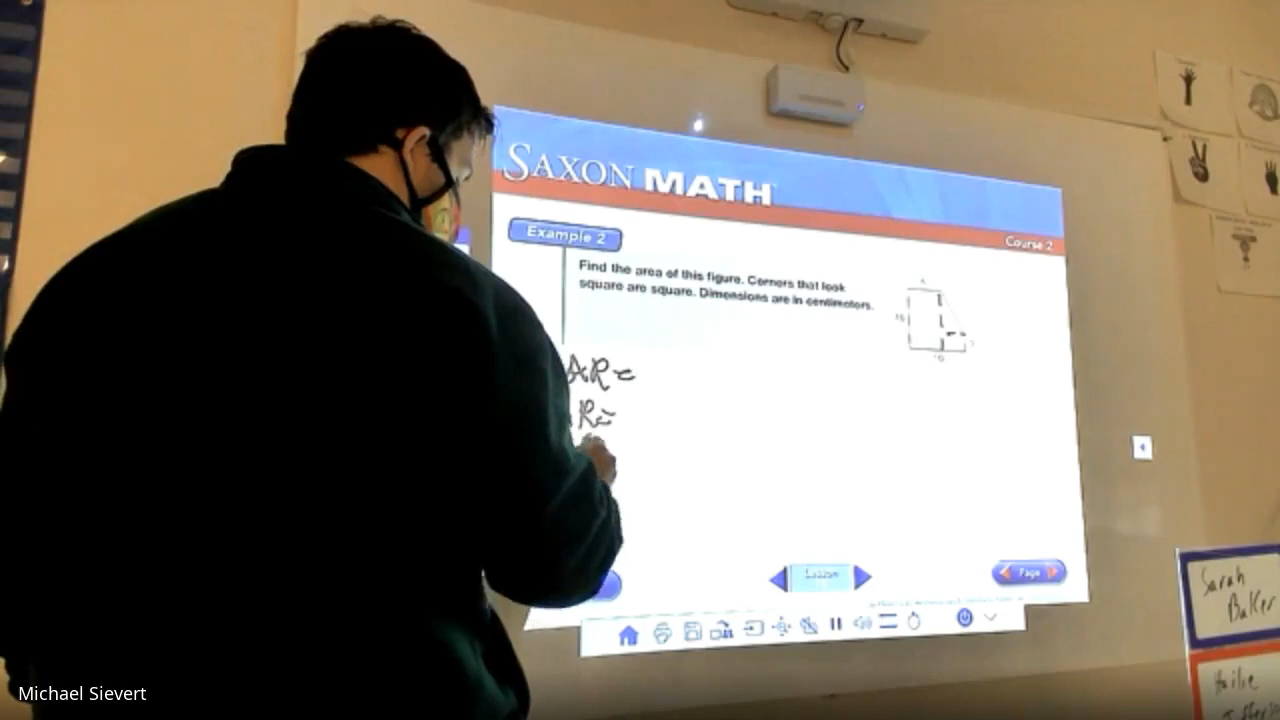 SAXON MATH
Course 2
Example 2
Find the area of this figure. Corners that look
square are square. Dimensions are in centimeters.
AR=
R=
Lesson
Page
Sarah
Baker
Hailie
Michael Sievert